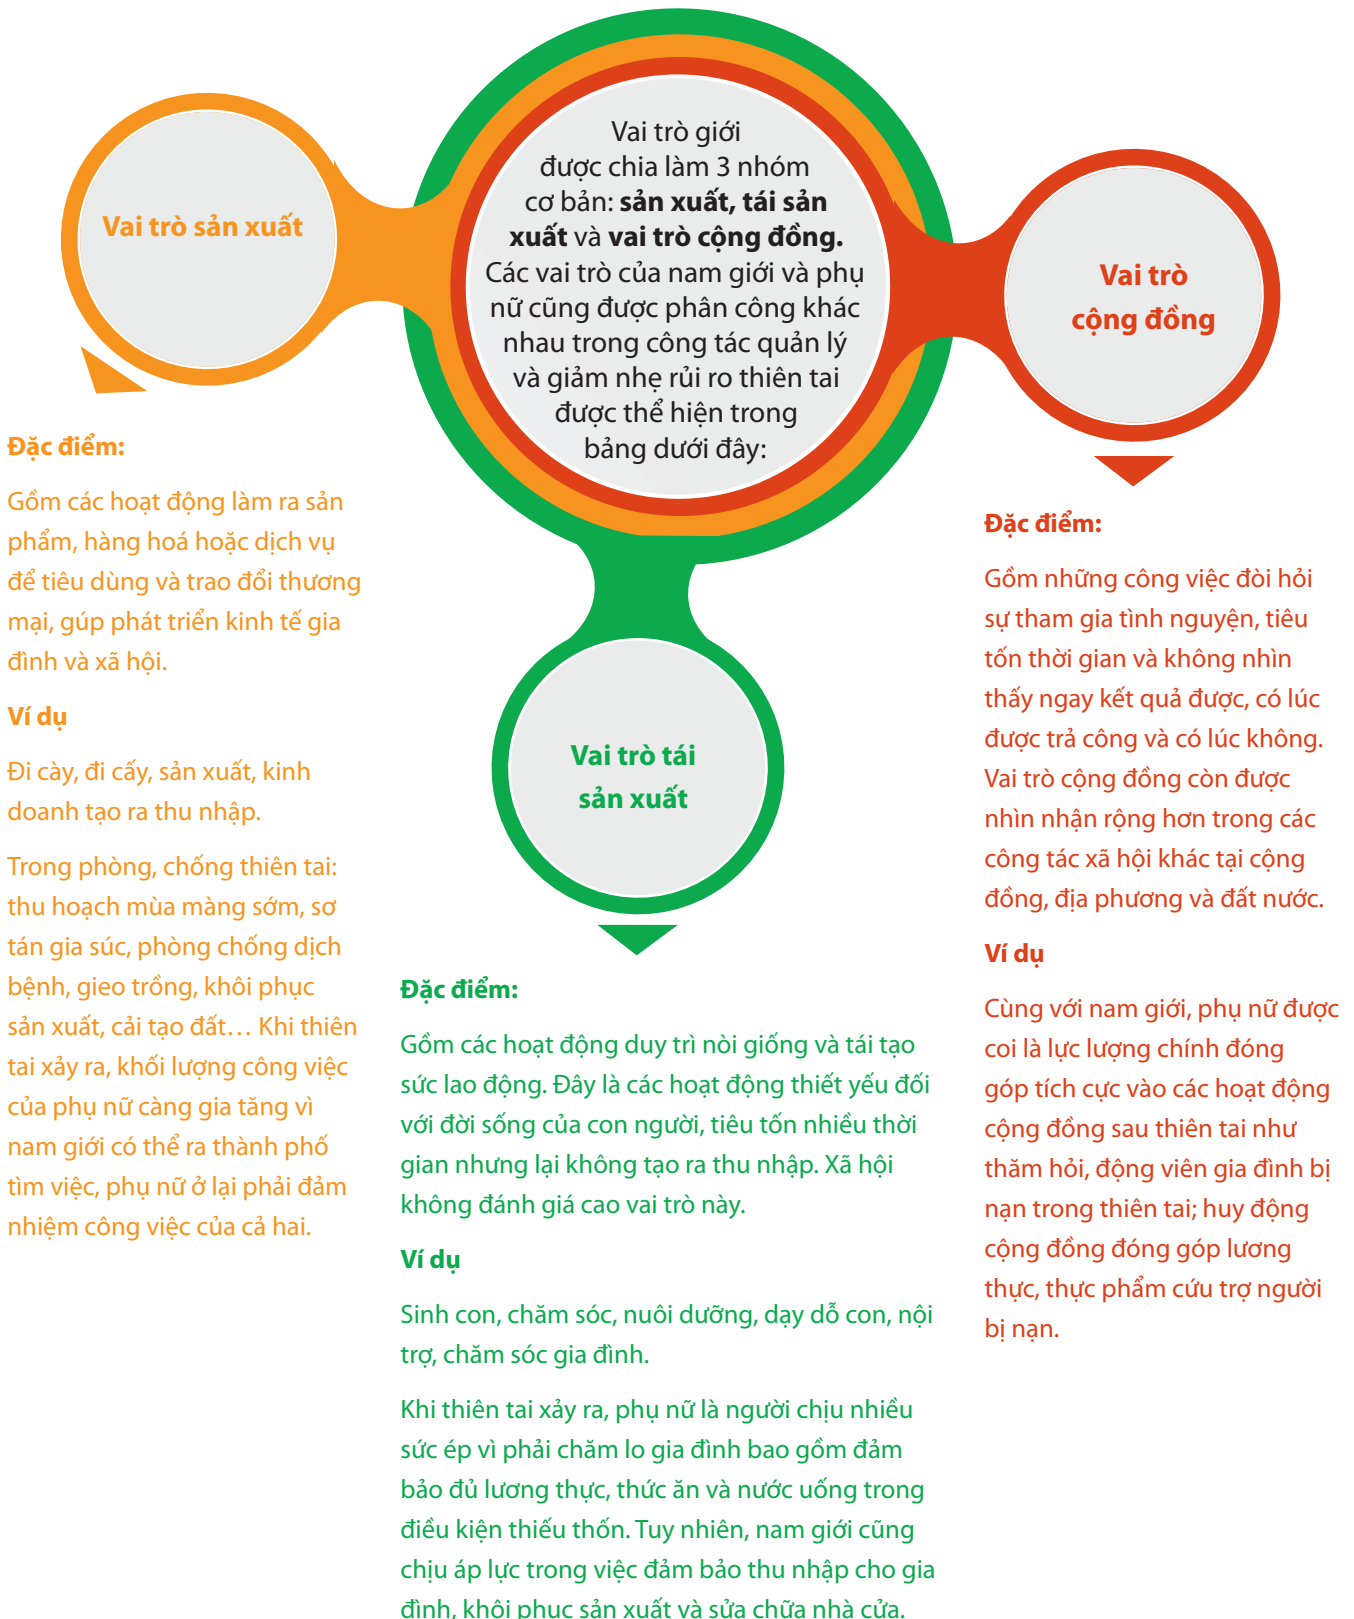 Vai trò giới
được chia làm 3 nhóm
cơ bản: sản xuất, tái sản
xuất và vai trò cộng đồng.
Các vai trò của nam giới và phụ
nữ cũng được phân công khác
nhau trong công tác quản lý
và giảm nhẹ rủi ro thiên tai
được thể hiện trong
bảng dưới đây:
Vai trò sản xuất
Đặc điểm:
Gồm các hoạt động làm ra sản
phẩm, hàng hoá hoặc dịch vụ
để tiêu dùng và trao đổi thương
mại, gúp phát triển kinh tế gia
đình và xã hội.
Ví dụ
Đi cày, đi cấy, sản xuất, kinh
doanh tạo ra thu nhập.
Trong phòng, chống thiên tai:
thu hoạch mùa màng sớm, sơ
tán gia súc, phòng chống dịch
bệnh, gieo trồng, khôi phục
sản xuất, cải tạo đất… Khi thiên
tai xảy ra, khối lượng công việc
của phụ nữ càng gia tăng vì
nam giới có thể ra thành phố
tìm việc, phụ nữ ở lại phải đảm
nhiệm công việc của cả hai.
Vai trò tái
sản xuất
Đặc điểm:
Gồm các hoạt động duy trì nòi giống và tái tạo
sức lao động. Đây là các hoạt động thiết yếu đối
với đời sống của con người, tiêu tốn nhiều thời
gian nhưng lại không tạo ra thu nhập. Xã hội
không đánh giá cao vai trò này.
Ví dụ
Sinh con, chăm sóc, nuôi dưỡng, dạy dỗ con, nội
trợ, chăm sóc gia đình.
Khi thiên tai xảy ra, phụ nữ là người chịu nhiều
sức ép vì phải chăm lo gia đình bao gồm đảm
bảo đủ lương thực, thức ăn và nước uống trong
điều kiện thiếu thốn. Tuy nhiên, nam giới cũng
chịu áp lực trong việc đảm bảo thu nhập cho gia
đình, khôi phục sản xuất và sửa chữa nhà cửa.
Vai trò
cộng đồng
Đặc điểm:
Gồm những công việc đòi hỏi
sự tham gia tình nguyện, tiêu
tốn thời gian và không nhìn
thấy ngay kết quả được, có lúc
được trả công và có lúc không.
Vai trò cộng đồng còn được
nhìn nhận rộng hơn trong các
công tác xã hội khác tại cộng
đồng, địa phương và đất nước.
Ví dụ
Cùng với nam giới, phụ nữ được
coi là lực lượng chính đóng
góp tích cực vào các hoạt động
cộng đồng sau thiên tai như
thăm hỏi, động viên gia đình bị
nạn trong thiên tai; huy động
cộng đồng đóng góp lương
thực, thực phẩm cứu trợ người
bị nạn.